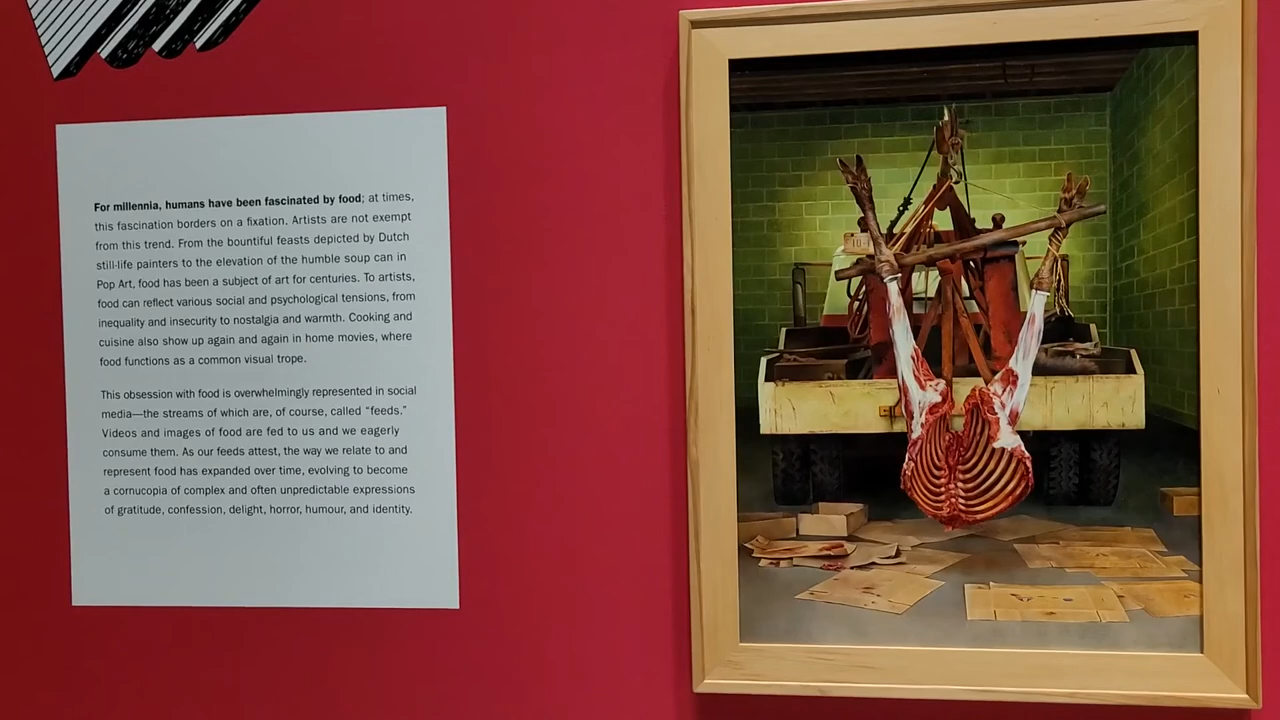 For millennia, humans have been fascinated by food; at times,
this fascination borders on a fixation. Artists are not exempt
from this trend. From the bountiful feasts depicted by Dutch
still-life painters to the elevation of the humble soup can in
Pop Art, food has been a subject of art for centuries. To artists,
food can reflect various social and psychological tensions, from
inequality and insecurity to nostalgia and warmth. Cooking and
cuisine also show up again and again in home movies, where
food functions as a common visual trope.
This obsession with food is overwhelmingly represented in social
media—the streams of which are, of course, called “feeds.”
Videos and images of food are fed to us and we eagerly
consume them. As our feeds attest, the way we relate to and
represent food has expanded over time, evolving to become
a cornucopia of complex and often unpredictable expressions
of gratitude, confession, delight, horror, humour, and identity.